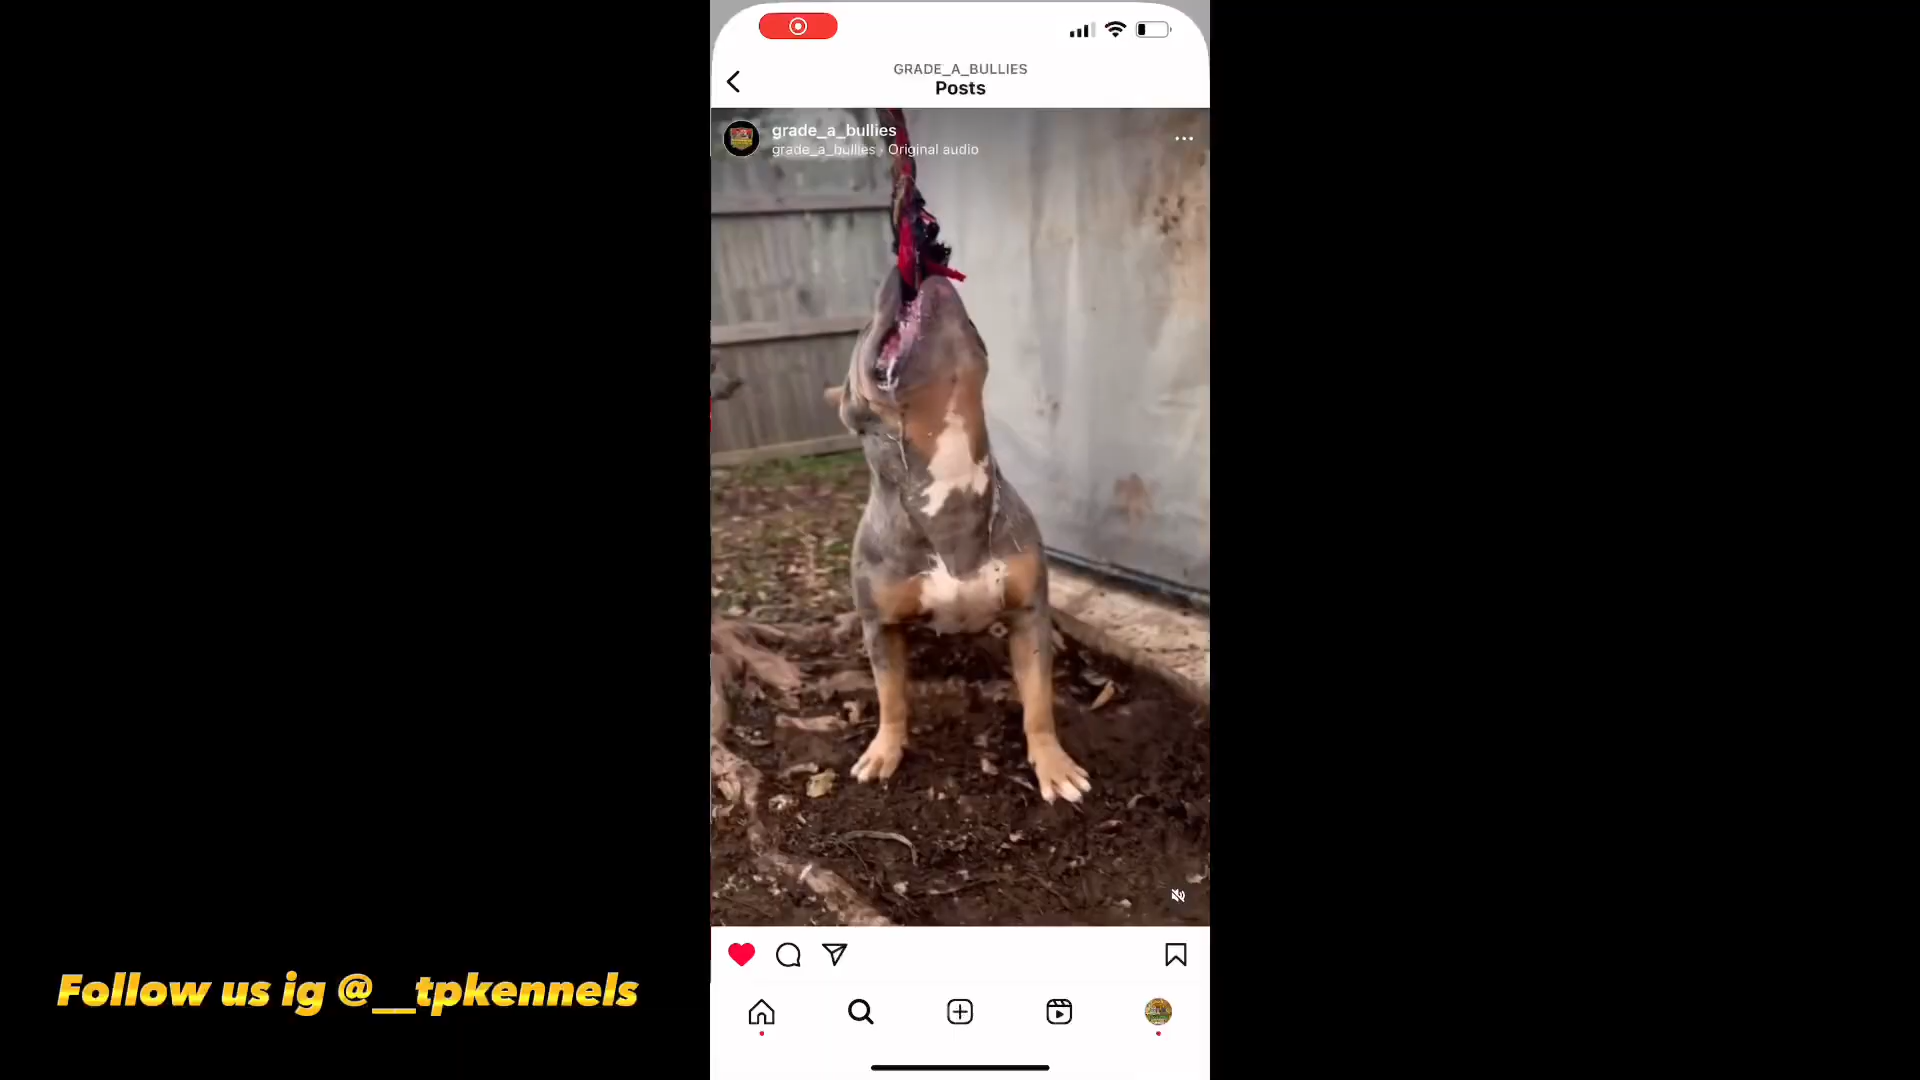 GRADE_A_BULLIES
Posts
grade_a_bullies
grade_a_bullies · Original audio
Follow us ig @__tpkennels